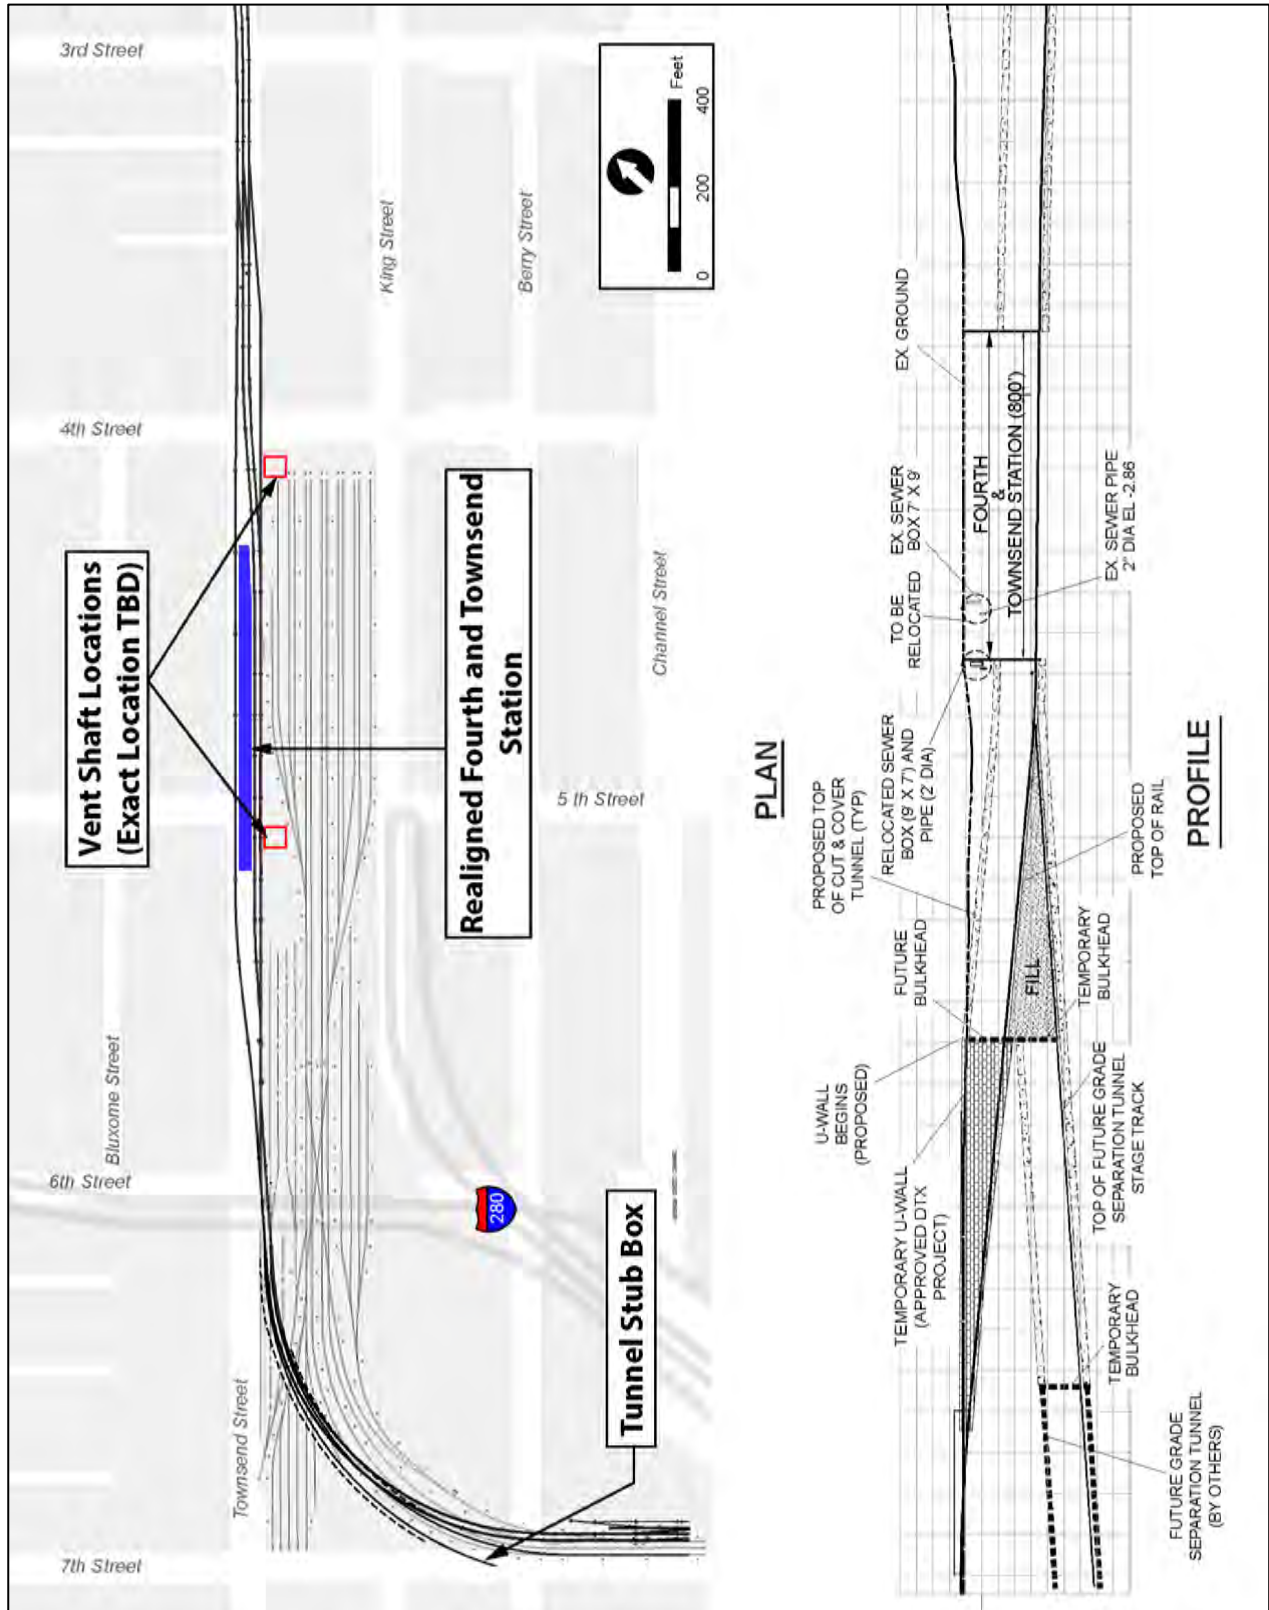 3rd Street
4th Street
Bluxome Street
6th Street
Townsend Street
7th Street
King Street
Berry Street
Channel Street
5 th Street
280
0
200
400
Feet
Vent Shaft Locations
(Exact Location TBD)
Realigned Fourth and Townsend
Station
Tunnel Stub Box
PLAN
EX. GROUND
FOURTH
&
TOWNSEND STATION (800')
EX. SEWER
BOX 7' X 9'
TO BE
RELOCATED
EX. SEWER PIPE
2' DIA EL -2.86
RELOCATED SEWER
BOX (9' X 7') AND
PIPE (2' DIA)
PROPOSED TOP
OF CUT & COVER
TUNNEL (TYP)
FUTURE
BULKHEAD
U-WALL
BEGINS
(PROPOSED)
TEMPORARY U-WALL
(APPROVED DTX
PROJECT)
FILL
PROPOSED
TOP OF RAIL
TEMPORARY
BULKHEAD
TOP OF FUTURE GRADE
SEPARATION TUNNEL
STAGE TRACK
TEMPORARY
BULKHEAD
FUTURE GRADE
SEPARATION TUNNEL
(BY OTHERS)
PROFILE